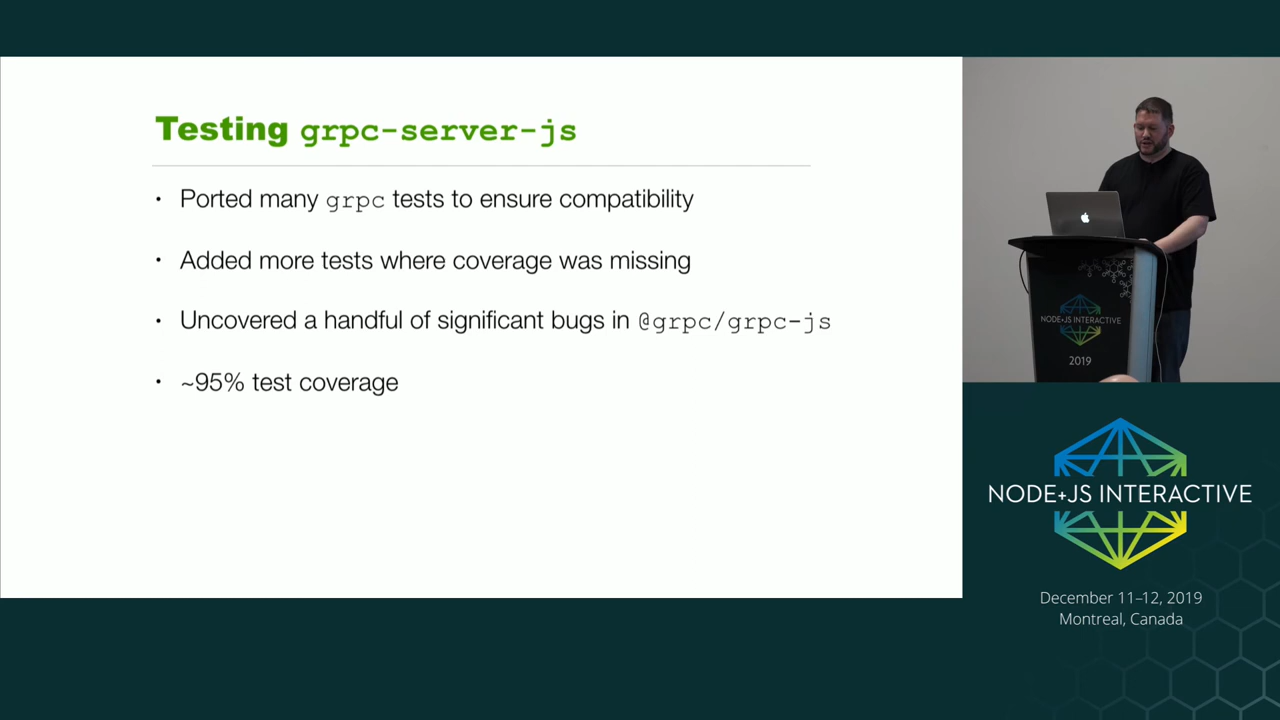 Testing grpc-server-js
• Ported many grpc tests to ensure compatibility
• Added more tests where coverage was missing
• Uncovered a handful of significant bugs in @grpc/grpc-js
• ~95% test coverage
NODE+JS INTERACTIVE
2019
NODE+JS INTERACTIVE
December 11–12, 2019
Montreal, Canada